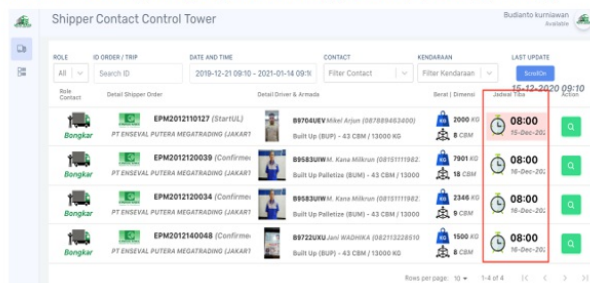 Shipper Contact Control Tower
Budianto kurniawan
Available
ROLE ID ORDER / TRIP DATE AND TIME CONTACT KENDARAAN LAST UPDATE
All Search ID 2019-12-21 09:10 - 2021-01-14 09:1 Filter Contact Filter Kendaraan
15-12-2020 09:10
Role Contact Detail Shipper Order Detail Driver & Armada Berat | Dimensi Jadwal Tiba Action
Bongkar EPM2012110127 (StartUL) B9704UEV Mikel Arjun (087889463400) KG 2000 KG 08:00
PT ENSEVAL PUTERA MEGATRADING (JAKART Built Up (BUP) - 43 CBM / 13000 KG 8 CBM 15-Dec-202
Bongkar EPM2012120039 (Confirme B9583UIW M. Kana Milkrun (08151111982. KG 7901 KG 08:00
PT ENSEVAL PUTERA MEGATRADING (JAKART Built Up Palletize (BUM) - 43 CBM / 13000 18 CBM 16-Dec-202
Bongkar EPM2012120034 (Confirme B9583UIW M. Kana Milkrun (08151111982. KG 2346 KG 08:00
PT ENSEVAL PUTERA MEGATRADING (JAKART Built Up Palletize (BUM) - 43 CBM / 13000 9 CBM 16-Dec-202
Bongkar EPM2012140048 (Confirme B9722UXU Jani WADHIKA (082113228510 KG 1500 KG 08:00
PT ENSEVAL PUTERA MEGATRADING (JAKART Built Up (BUP) - 43 CBM / 13000 KG 8 CBM 16-Dec-202
Rows per page: 10 1-4 of 4